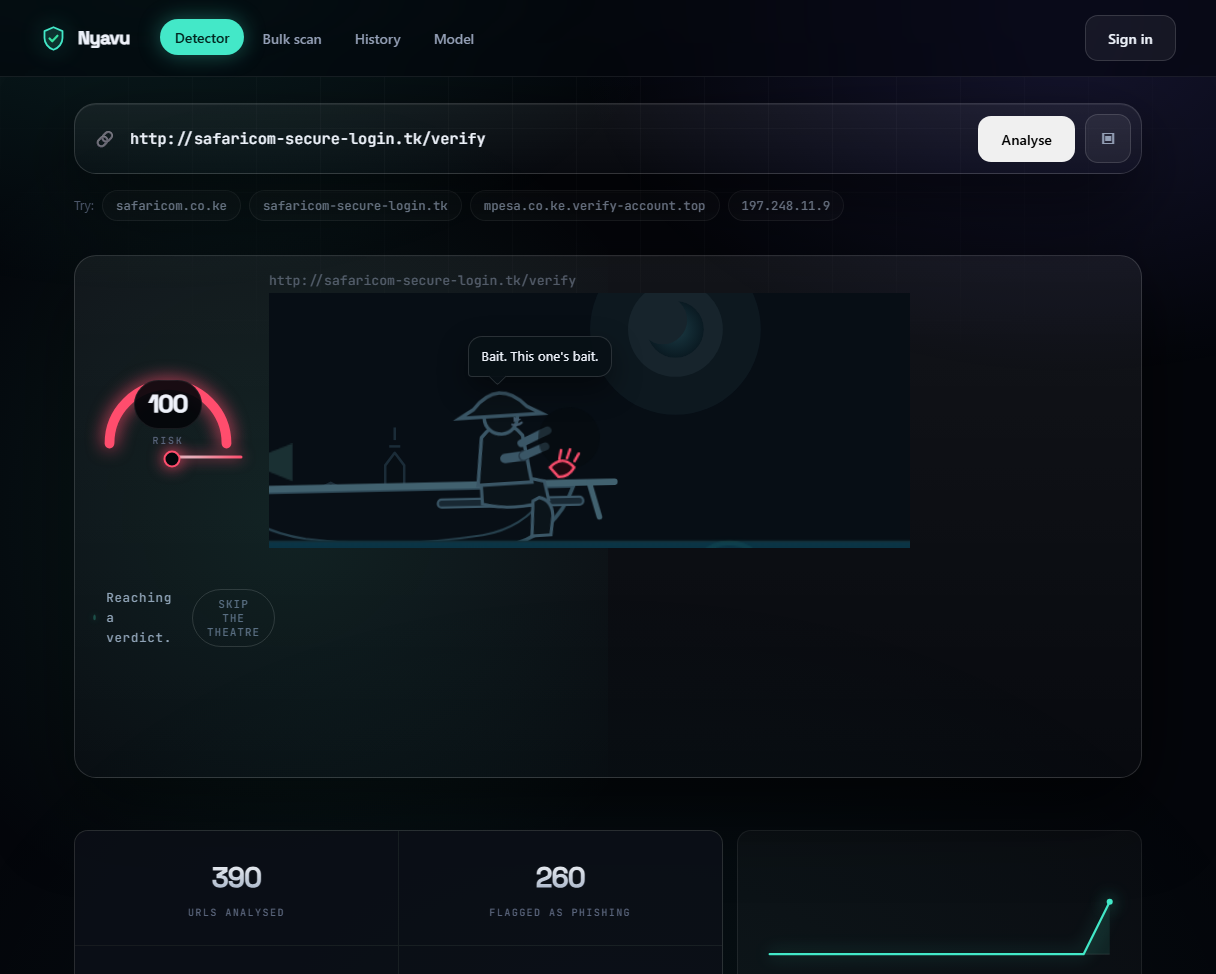 Nyavu
Detector
Bulk scan
History
Model
Sign in
http://safaricom-secure-login.tk/verify
Analyse
Try:
safaricom.co.ke
safaricom-secure-login.tk
mpesa.co.ke.verify-account.top
197.248.11.9
http://safaricom-secure-login.tk/verify
Bait. This one's bait.
100
RISK
Reaching
a
verdict.
SKIP
THE
THEATRE
390
URLS ANALYSED
260
FLAGGED AS PHISHING